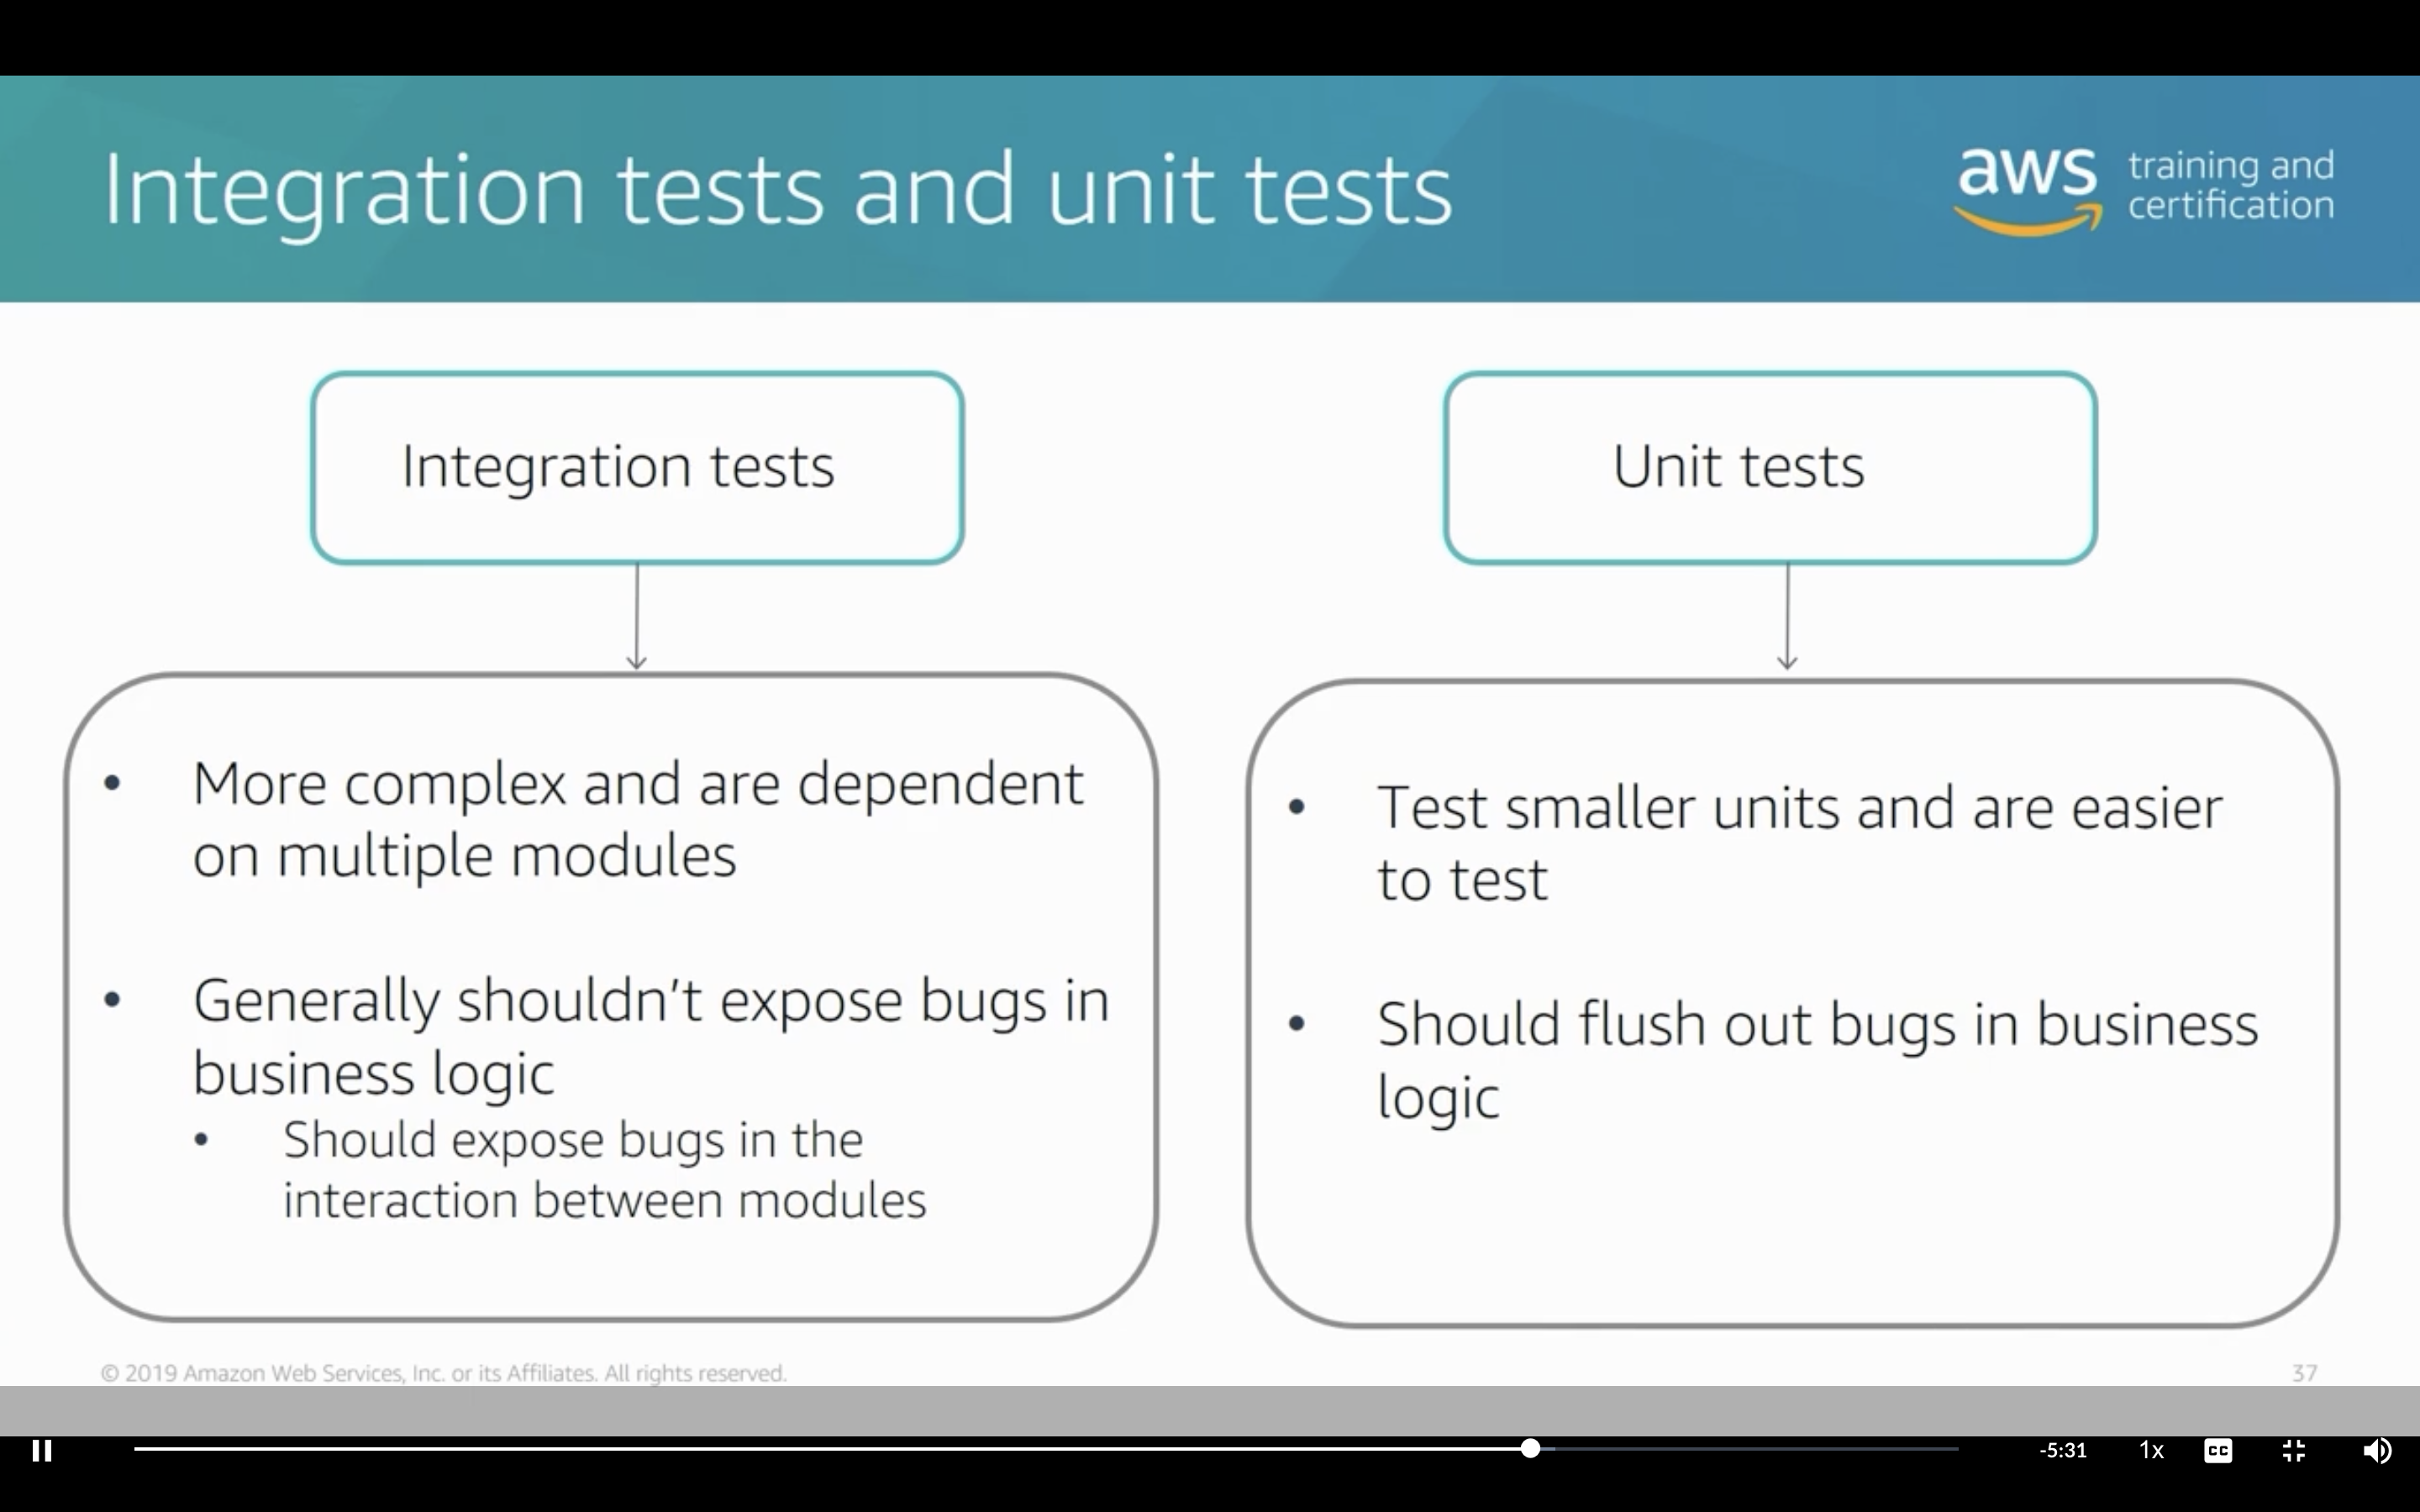 Integration tests and unit tests
aws training and
certification
Integration tests
Unit tests
• More complex and are dependent
on multiple modules
• Generally shouldn't expose bugs in
business logic
• Should expose bugs in the
interaction between modules
• Test smaller units and are easier
to test
• Should flush out bugs in business
logic
© 2019 Amazon Web Services, Inc. or its Affiliates. All rights reserved.
37
-5:31
1x
CC